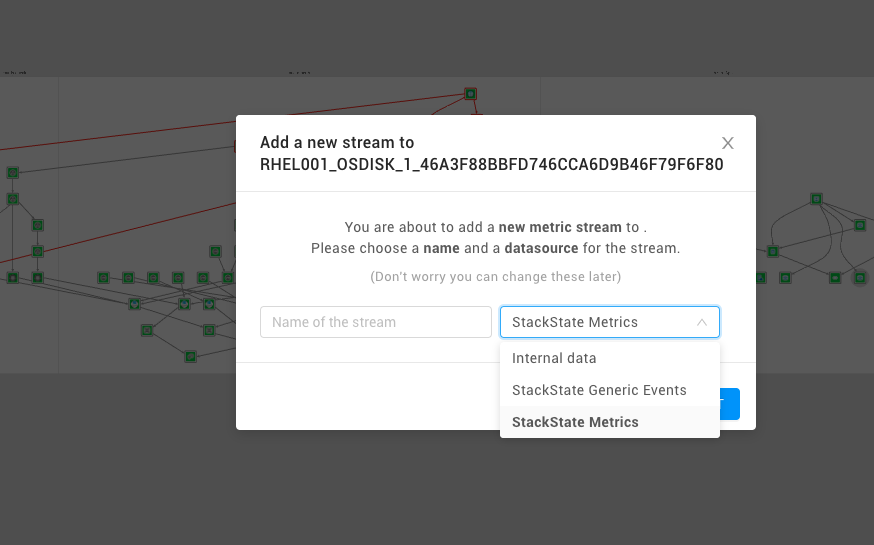 Add a new stream to
RHEL001_OSDISK_1_46A3F88BBFD746CCA6D9B46F79F6F80
You are about to add a new metric stream to .
Please choose a name and a datasource for the stream.
(Don't worry you can change these later)
Name of the stream
StackState Metrics
Internal data
StackState Generic Events
StackState Metrics